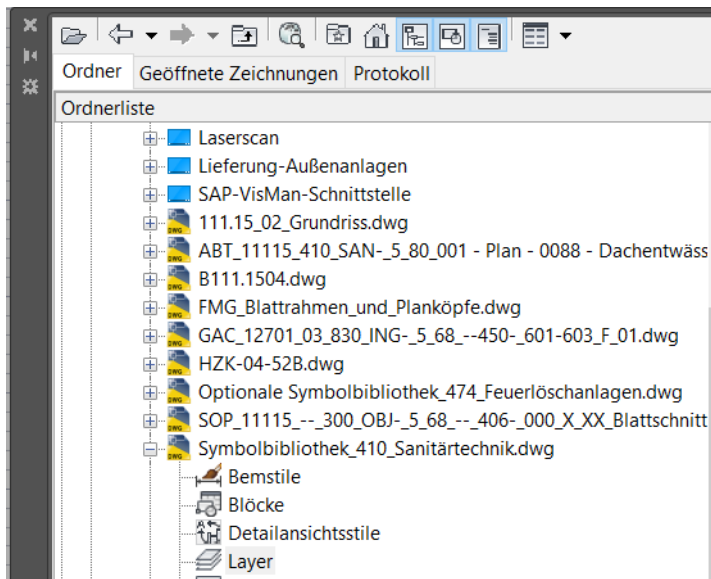 Ordner Geöffnete Zeichnungen Protokoll
Ordnerliste
Laserscan
Lieferung-Außenanlagen
SAP-VisMan-Schnittstelle
111.15_02_Grundriss.dwg
ABT_11115_410_SAN-_5_80_001 - Plan - 0088 - Dachentwäss
B111.1504.dwg
FMG_Blattrahmen_und_Planköpfe.dwg
GAC_12701_03_830_ING-_5_68_--450-_601-603_F_01.dwg
HZK-04-52B.dwg
Optionale Symbolbibliothek_474_Feuerlöschanlagen.dwg
SOP_11115_--_300_OBJ-_5_68_--_406-_000_X_XX_Blattschnitt
Symbolbibliothek_410_Sanitärtechnik.dwg
Bemstile
Blöcke
Detailansichtsstile
Layer